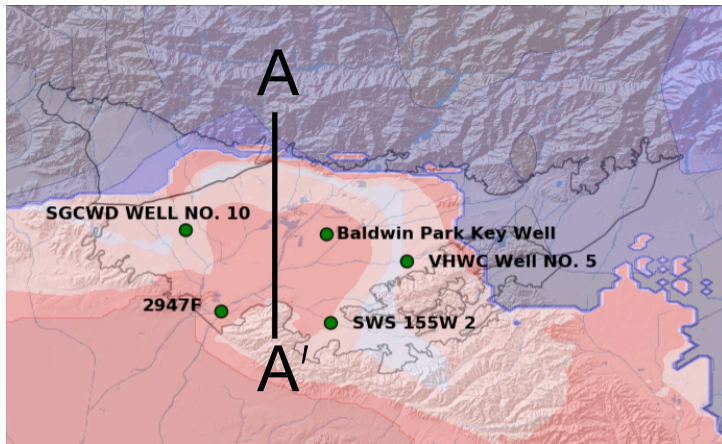 A
SGCWD WELL NO. 10
Baldwin Park Key Well
VHWC Well NO. 5
2947F
SWS 155W 2
A'